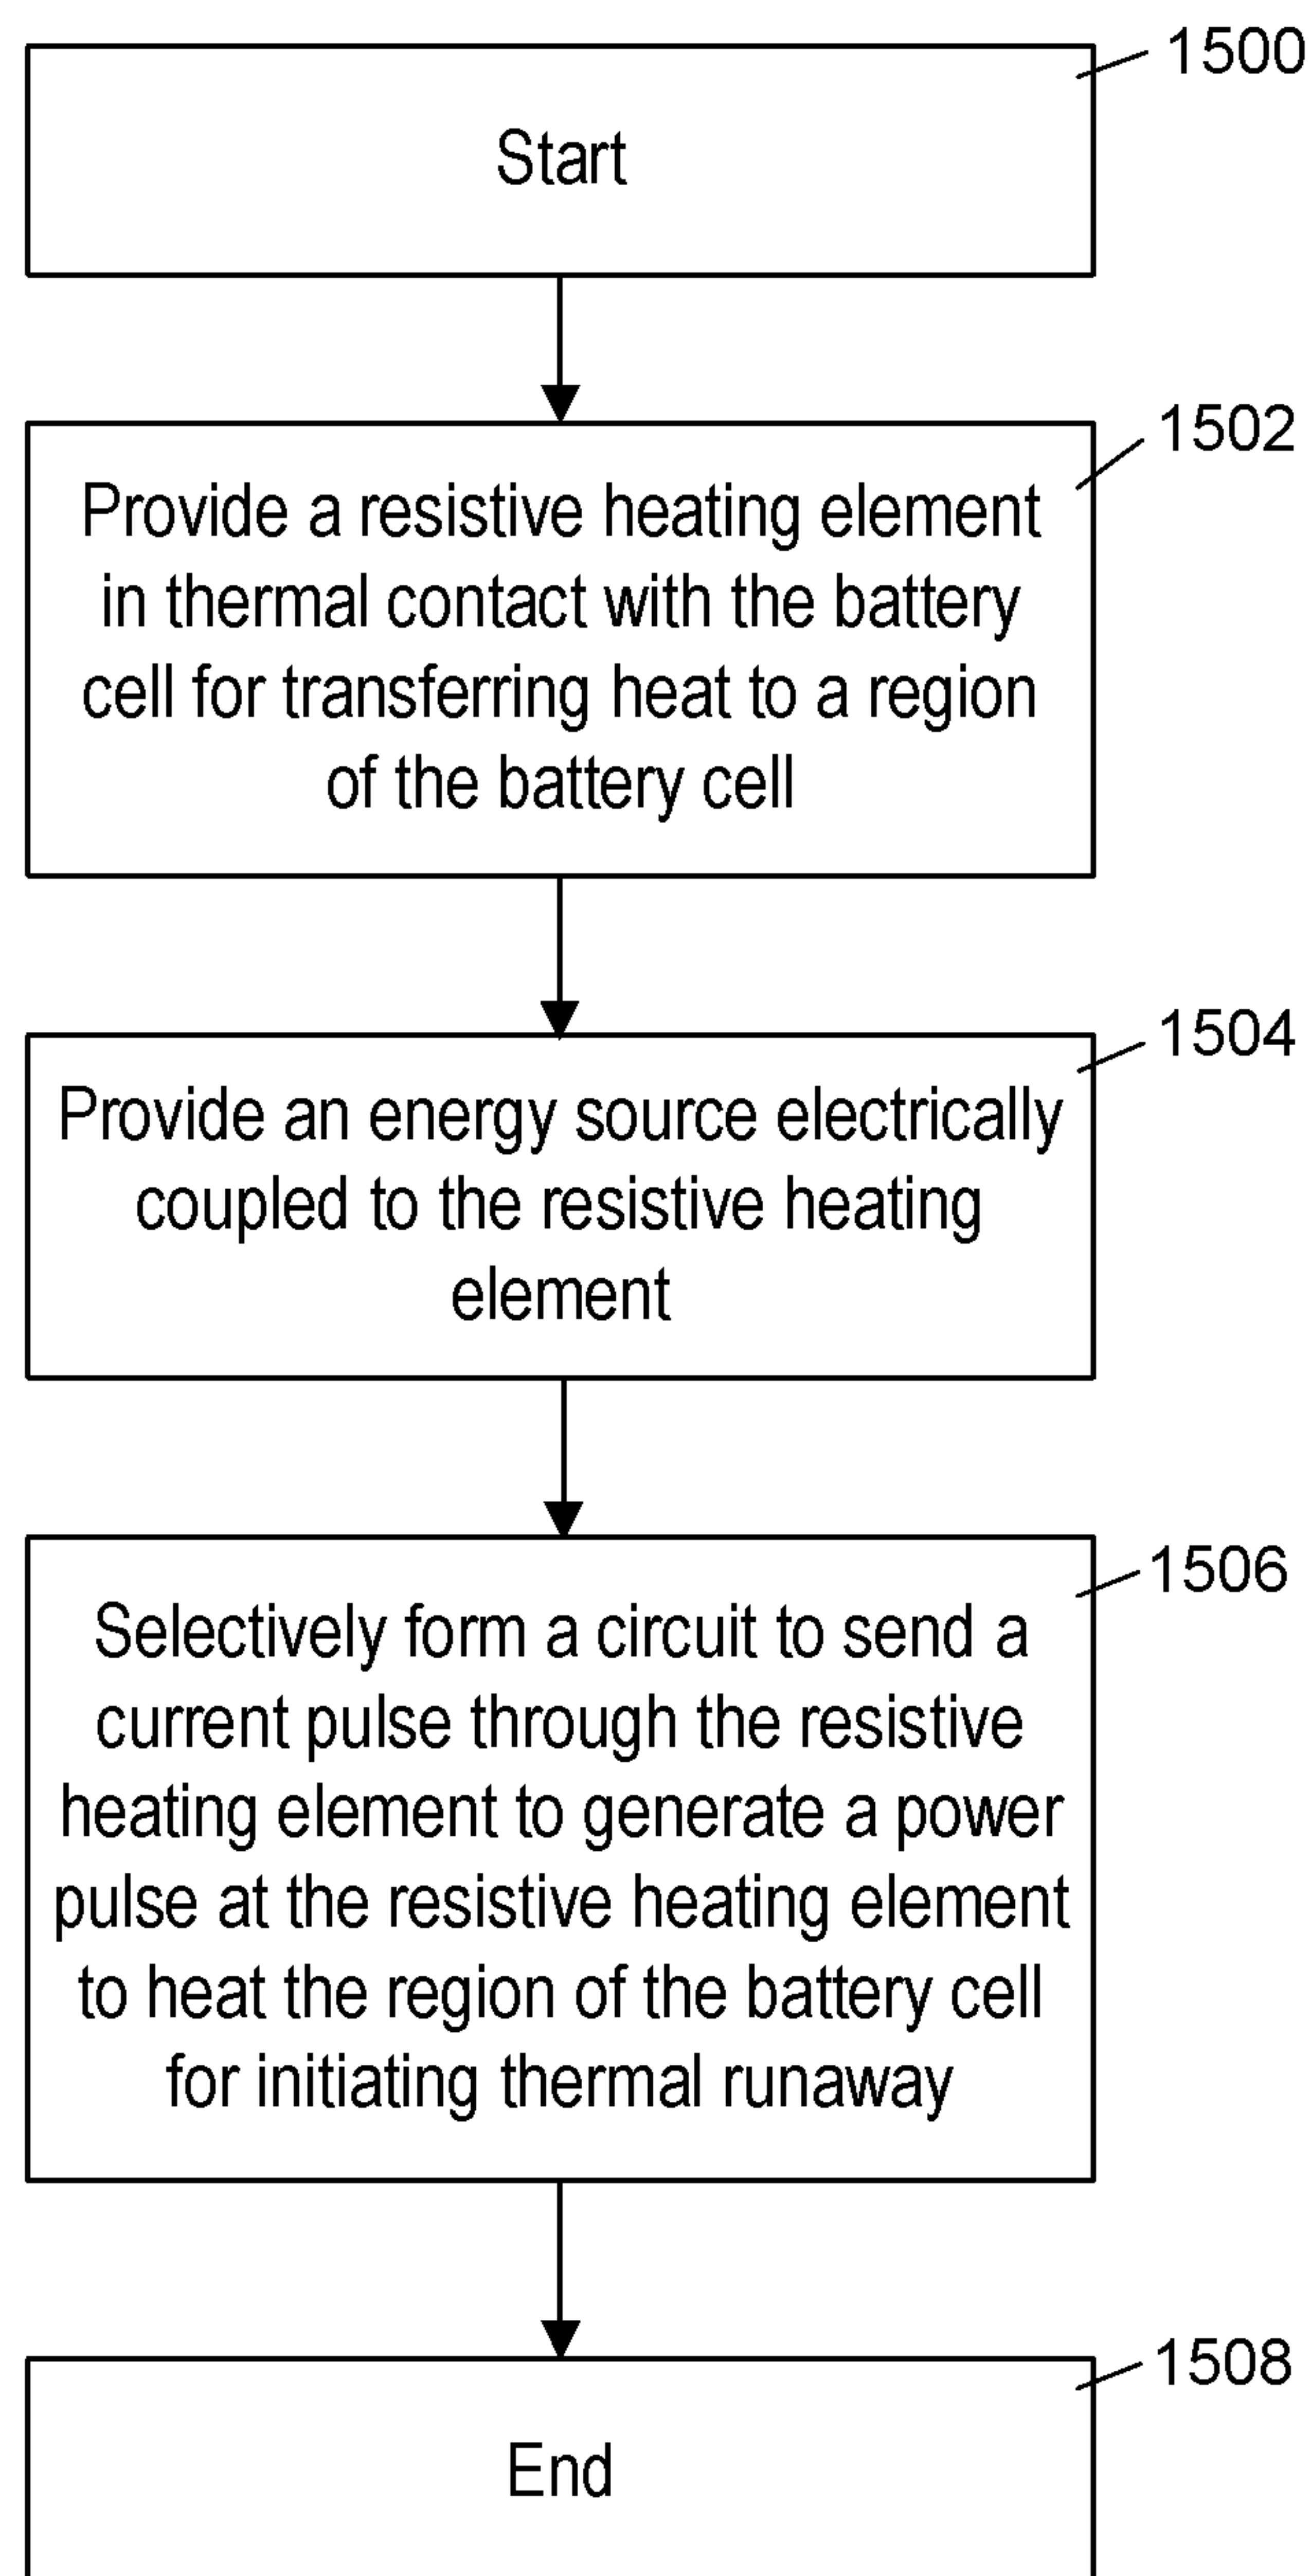 1500
Start
1502
Provide a resistive heating element
in thermal contact with the battery
cell for transferring heat to a region
of the battery cell
1504
Provide an energy source electrically
coupled to the resistive heating
element
1506
Selectively form a circuit to send a
current pulse through the resistive
heating element to generate a power
pulse at the resistive heating element
to heat the region of the battery cell
for initiating thermal runaway
1508
End